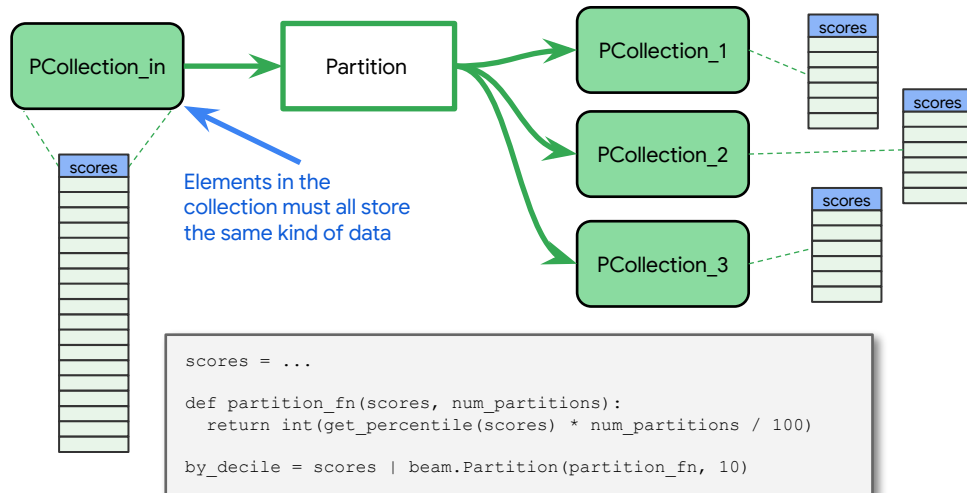 PCollection_in
Partition
PCollection_1
PCollection_2
PCollection_3
scores
scores
scores
scores
Elements in the
collection must all store
the same kind of data
scores = ...
def partition_fn(scores, num_partitions):
  return int(get_percentile(scores) * num_partitions / 100)
by_decile = scores | beam.Partition(partition_fn, 10)